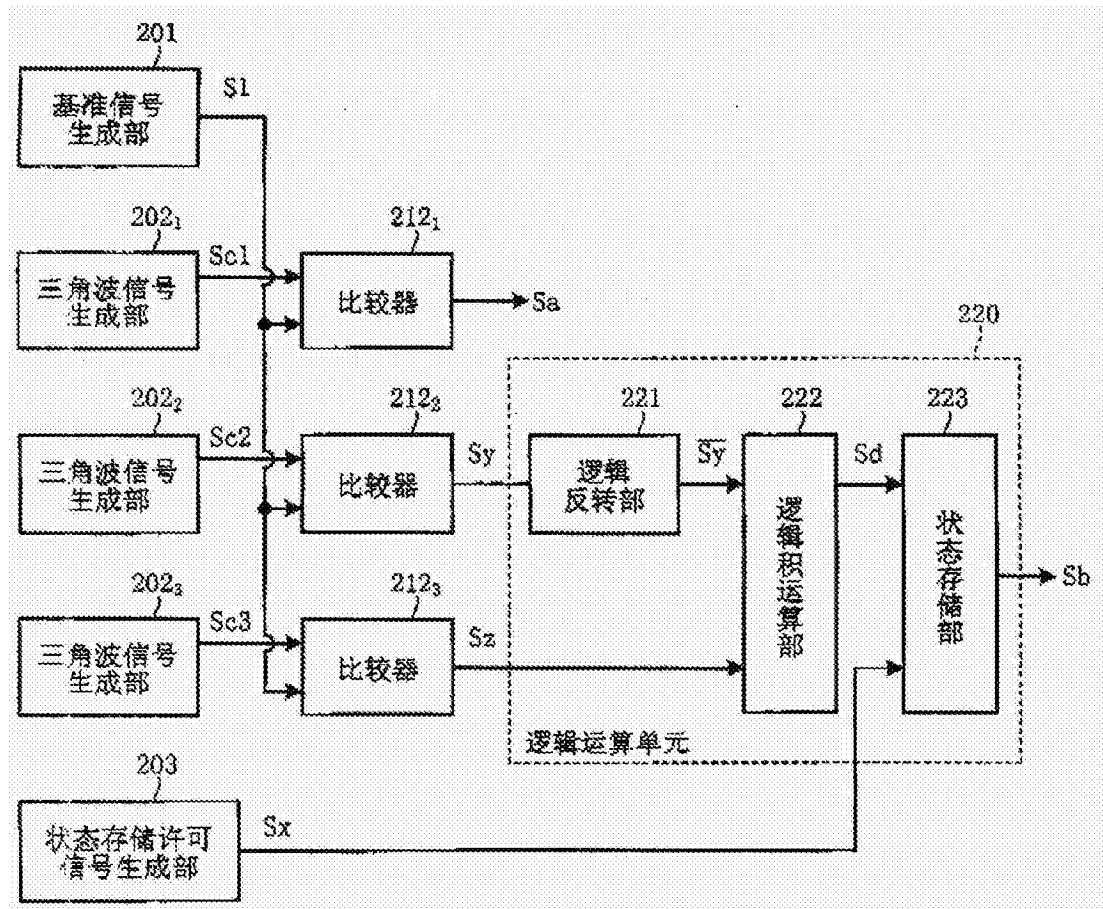 201
基准信号
生成部
S1
202₁
三角波信号
生成部
Sc1
212₁
比较器
Sa
220
202₂
三角波信号
生成部
Sc2
212₂
比较器
Sy
221
逻辑
反转部
S̅y̅
222
逻辑积运算部
Sd
223
状态存储部
Sb
202₃
三角波信号
生成部
Sc3
212₃
比较器
Sz
逻辑运算单元
203
状态存储许可
信号生成部
Sx